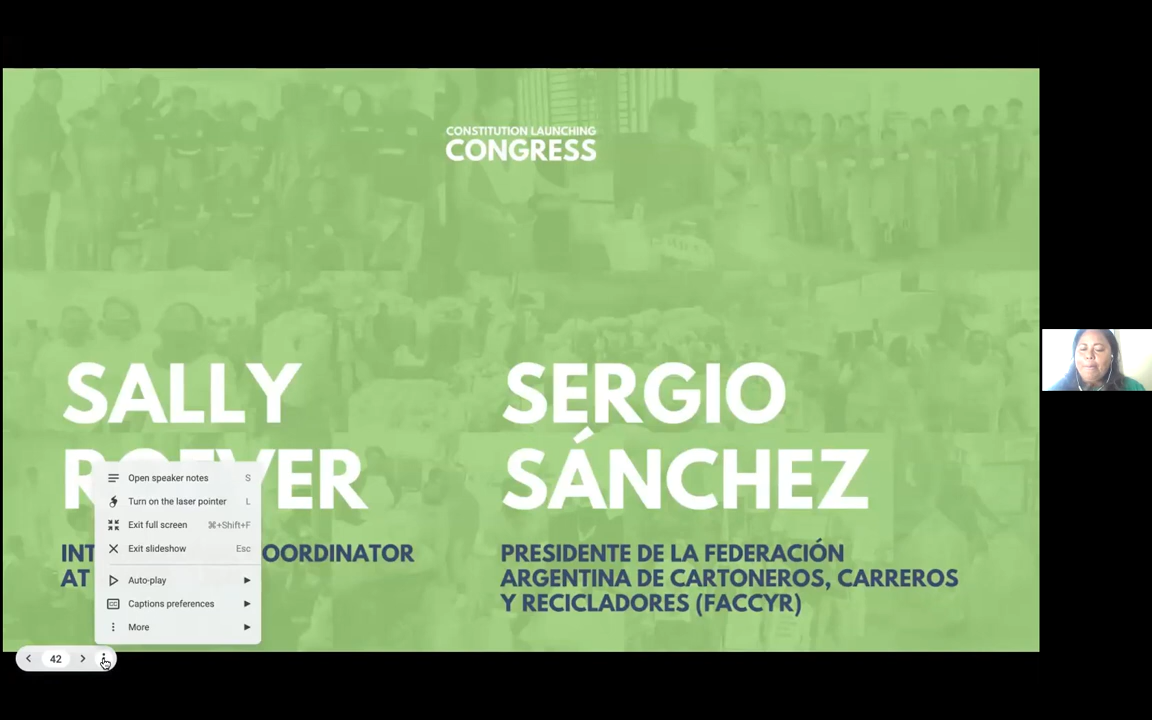 CONSTITUTION LAUNCHING
CONGRESS
SALLY
SERGIO
SÁNCHEZ
PRESIDENTE DE LA FEDERACIÓN
ARGENTINA DE CARTONEROS, CARREROS
Y RECICLADORES (FACCYR)
AT
Open speaker notes S
Turn on the laser pointer L
Exit full screen ⌘+Shift+F
Exit slideshow Esc
Auto-play
Captions preferences
More
42